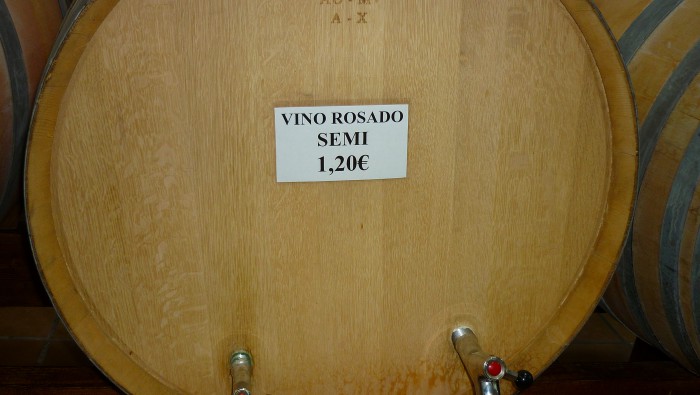 A - X
VINO ROSADO
SEMI
1,20€